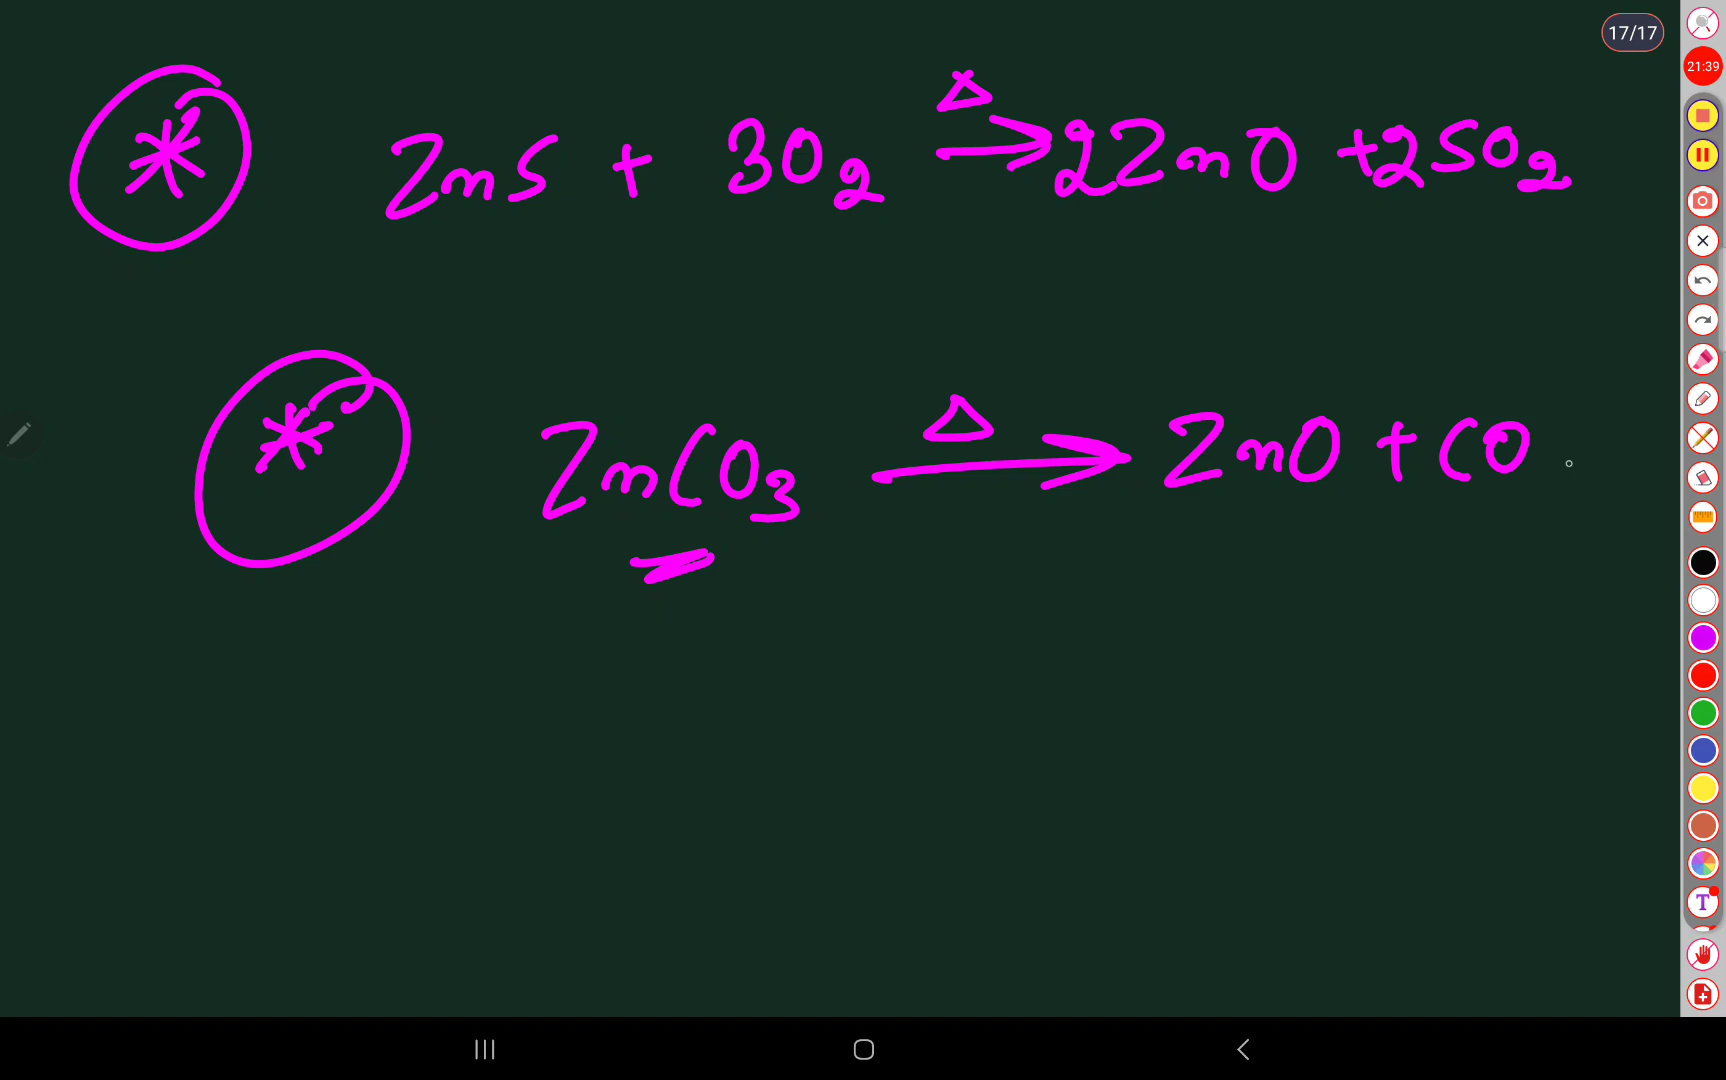 17/17
21:39
* ZnS + 3O₂ →Δ 2ZnO + 2SO₂
* ZnCO₃ →Δ ZnO + CO
T